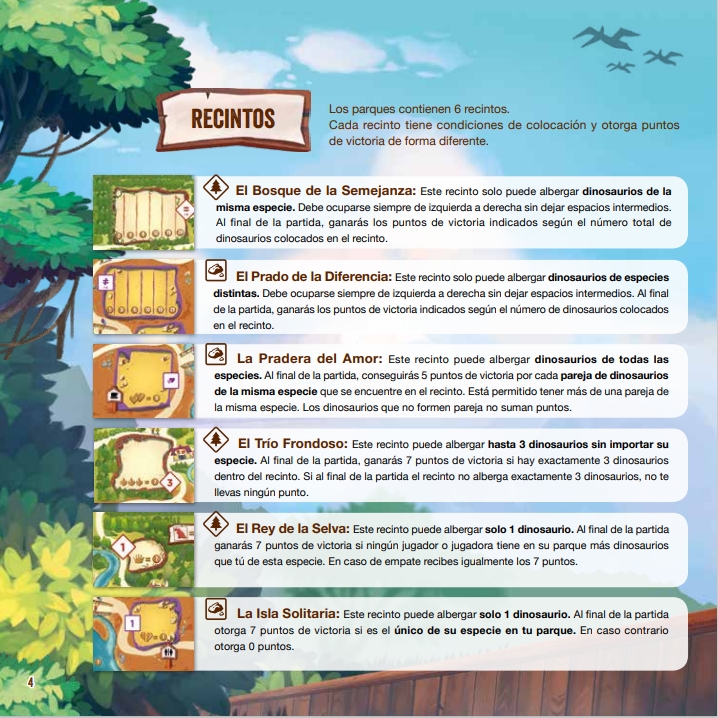 RECINTOS
Los parques contienen 6 recintos.
Cada recinto tiene condiciones de colocación y otorga puntos
de victoria de forma diferente.
El Bosque de la Semejanza: Este recinto solo puede albergar dinosaurios de la
misma especie. Debe ocuparse siempre de izquierda a derecha sin dejar espacios intermedios.
Al final de la partida, ganarás los puntos de victoria indicados según el número total de
dinosaurios colocados en el recinto.
El Prado de la Diferencia: Este recinto solo puede albergar dinosaurios de especies
distintas. Debe ocuparse siempre de izquierda a derecha sin dejar espacios intermedios. Al final
de la partida, ganarás los puntos de victoria indicados según el número de dinosaurios colocados
en el recinto.
La Pradera del Amor: Este recinto puede albergar dinosaurios de todas las
especies. Al final de la partida, conseguirás 5 puntos de victoria por cada pareja de dinosaurios
de la misma especie que se encuentre en el recinto. Está permitido tener más de una pareja de
la misma especie. Los dinosaurios que no formen pareja no suman puntos.
El Trío Frondoso: Este recinto puede albergar hasta 3 dinosaurios sin importar su
especie. Al final de la partida, ganarás 7 puntos de victoria si hay exactamente 3 dinosaurios
dentro del recinto. Si al final de la partida el recinto no alberga exactamente 3 dinosaurios, no te
llevas ningún punto.
3
El Rey de la Selva: Este recinto puede albergar solo 1 dinosaurio. Al final de la partida
ganarás 7 puntos de victoria si ningún jugador o jugadora tiene en su parque más dinosaurios
que tú de esta especie. En caso de empate recibes igualmente los 7 puntos.
1
La Isla Solitaria: Este recinto puede albergar solo 1 dinosaurio. Al final de la partida
otorga 7 puntos de victoria si es el único de su especie en tu parque. En caso contrario
otorga 0 puntos.
1
4